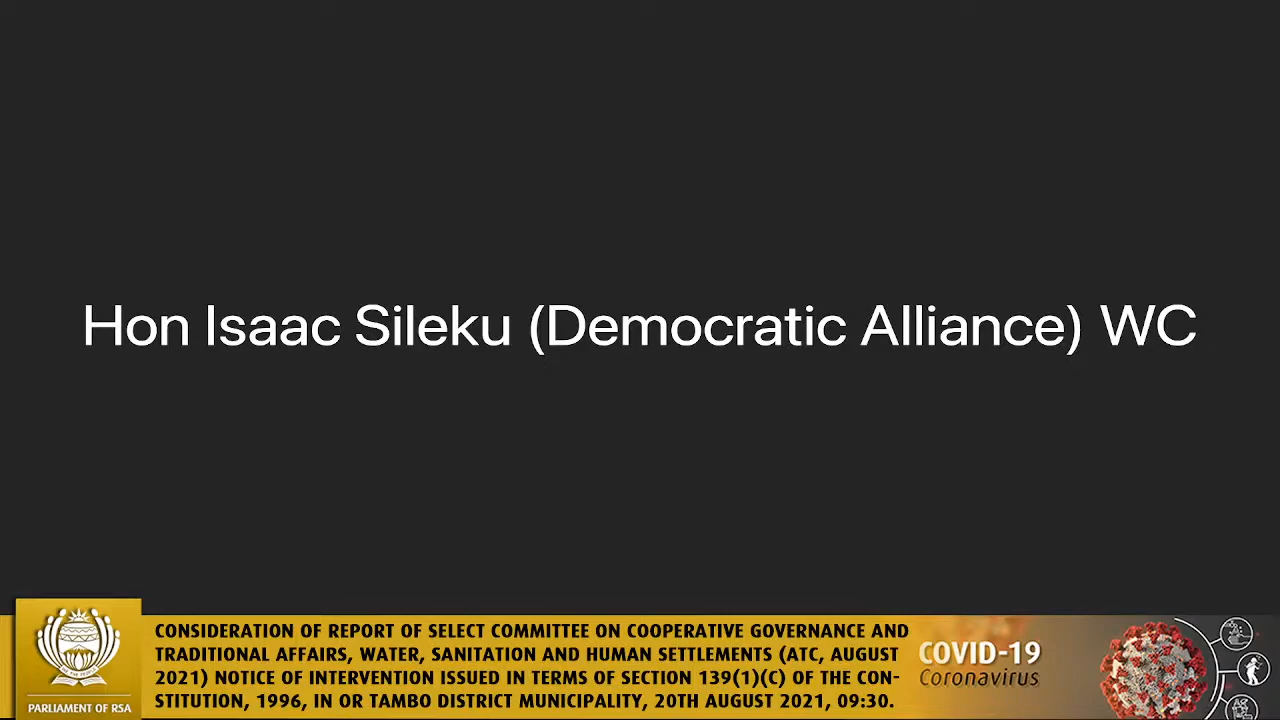 Hon Isaac Sileku (Democratic Alliance) WC
CONSIDERATION OF REPORT OF SELECT COMMITTEE ON COOPERATIVE GOVERNANCE AND
TRADITIONAL AFFAIRS, WATER, SANITATION AND HUMAN SETTLEMENTS (ATC, AUGUST
2021) NOTICE OF INTERVENTION ISSUED IN TERMS OF SECTION 139(1)(C) OF THE CON-
STITUTION, 1996, IN OR TAMBO DISTRICT MUNICIPALITY, 20TH AUGUST 2021, 09:30.
COVID-19
Coronavirus
PARLIAMENT OF RSA